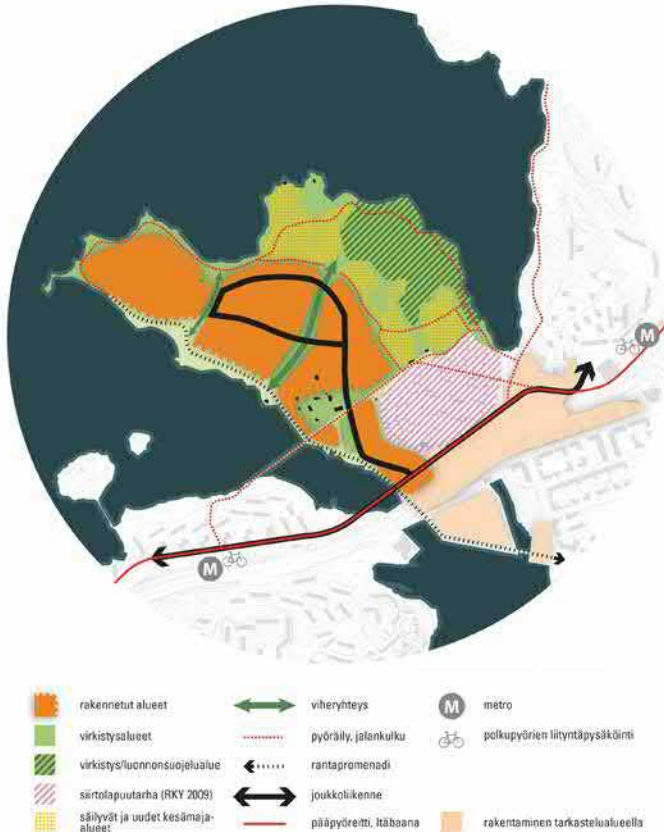 M
M
rakennetut alueet
virkistysalueet
virkistys/luonnonsuojelualue
siirtolapuutarha (RKY 2009)
säilyvät ja uudet kesämaja-
alueet
viheryhteys
pyöräily, jalankulku
rantapromenadi
joukkoliikenne
pääpyöreitti, Itäbaana
M metro
polkupyörien liityntäpysäköinti
rakentaminen tarkastelualueella